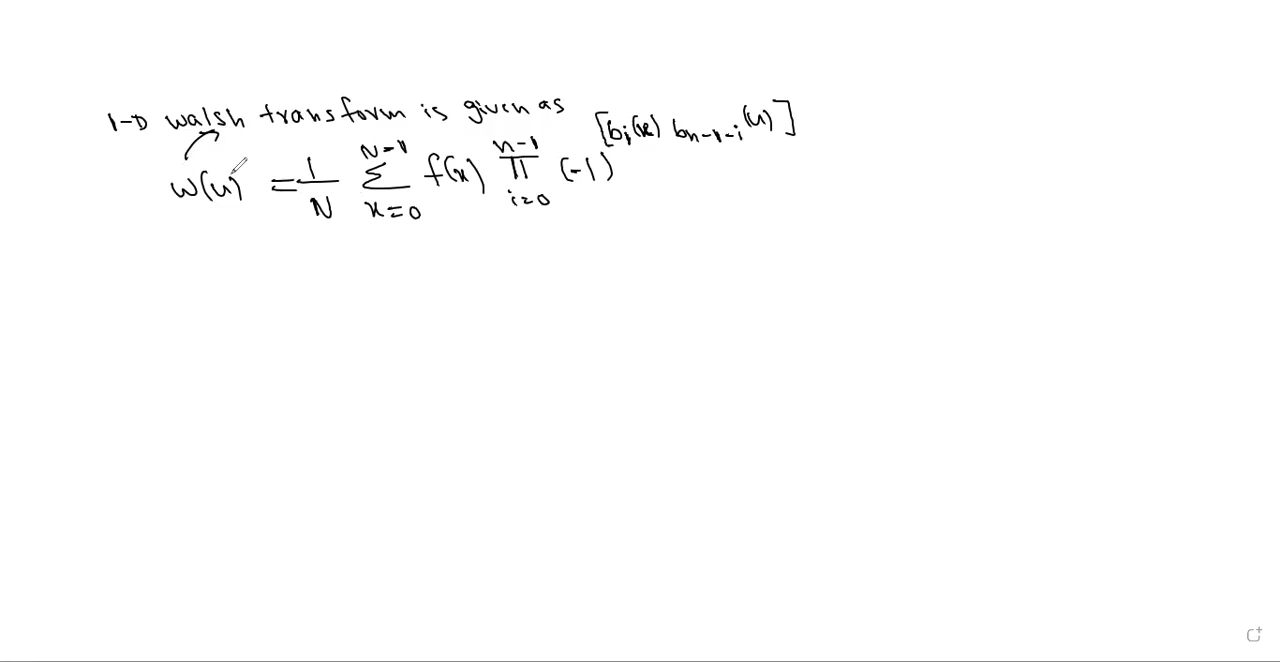 1-D walsh transform is given as
w(u) = 1/N Σ_{x=0}^{N-1} f(x) Π_{i=0}^{n-1} (-1)^{[b_i(x) b_{n-1-i}(u)]}